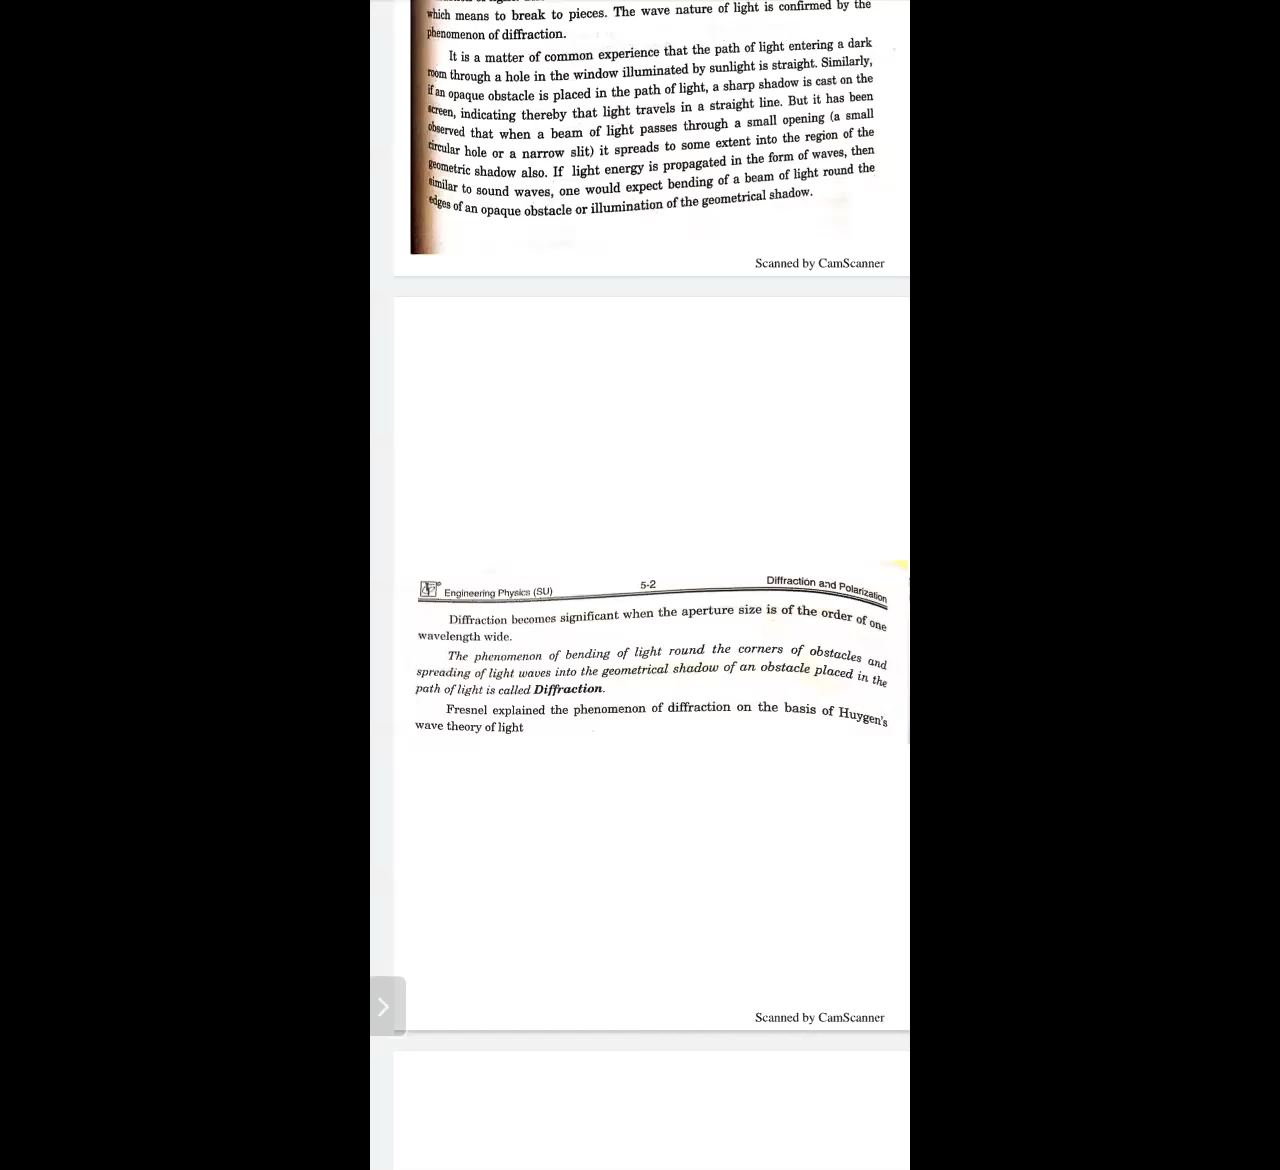 which means to break to pieces. The wave nature of light is confirmed by the
phenomenon of diffraction.
It is a matter of common experience that the path of light entering a dark
room through a hole in the window illuminated by sunlight is straight. Similarly,
if an opaque obstacle is placed in the path of light, a sharp shadow is cast on the
screen, indicating thereby that light travels in a straight line. But it has been
observed that when a beam of light passes through a small opening (a small
circular hole or a narrow slit) it spreads to some extent into the region of the
geometric shadow also. If light energy is propagated in the form of waves, then
similar to sound waves, one would expect bending of a beam of light round the
edges of an opaque obstacle or illumination of the geometrical shadow.
Scanned by CamScanner
Engineering Physics (SU) 5-2 Diffraction and Polarization
Diffraction becomes significant when the aperture size is of the order of one
wavelength wide.
The phenomenon of bending of light round the corners of obstacles and
spreading of light waves into the geometrical shadow of an obstacle placed in the
path of light is called Diffraction.
Fresnel explained the phenomenon of diffraction on the basis of Huygen's
wave theory of light
Scanned by CamScanner